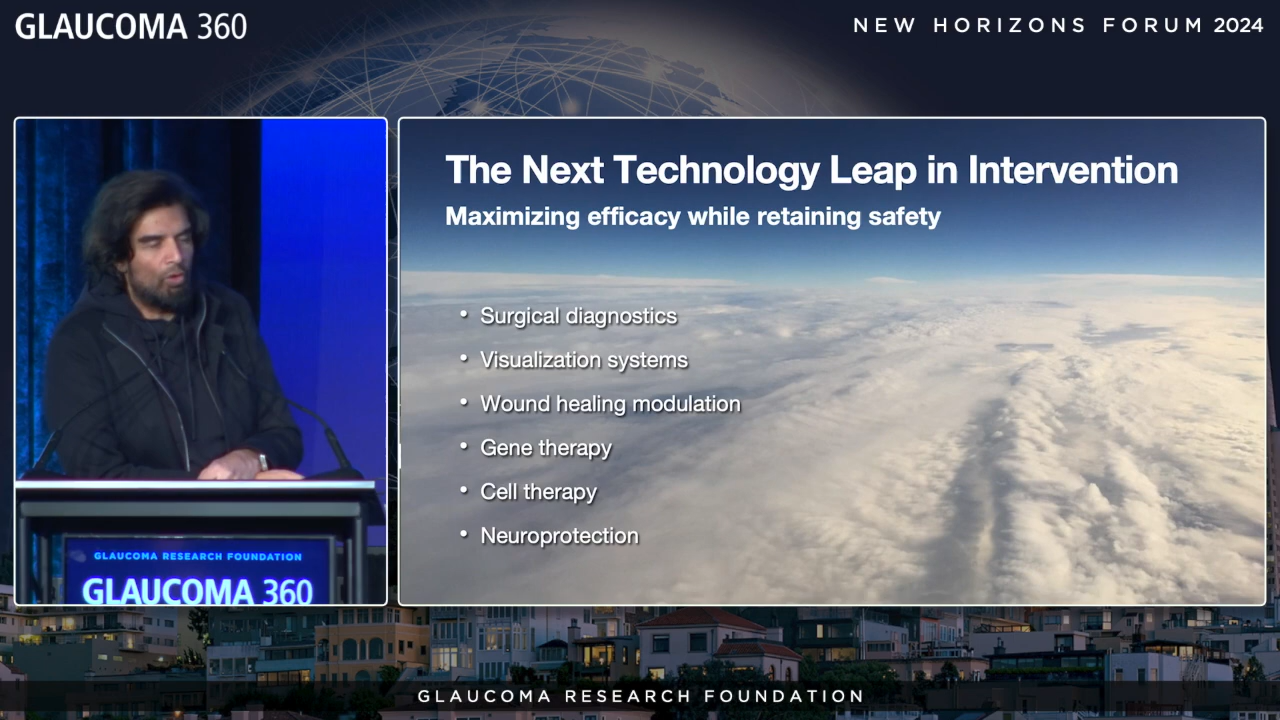 GLAUCOMA 360
NEW HORIZONS FORUM 2024
The Next Technology Leap in Intervention
Maximizing efficacy while retaining safety
• Surgical diagnostics
• Visualization systems
• Wound healing modulation
• Gene therapy
• Cell therapy
• Neuroprotection
GLAUCOMA RESEARCH FOUNDATION
GLAUCOMA 360
GLAUCOMA RESEARCH FOUNDATION